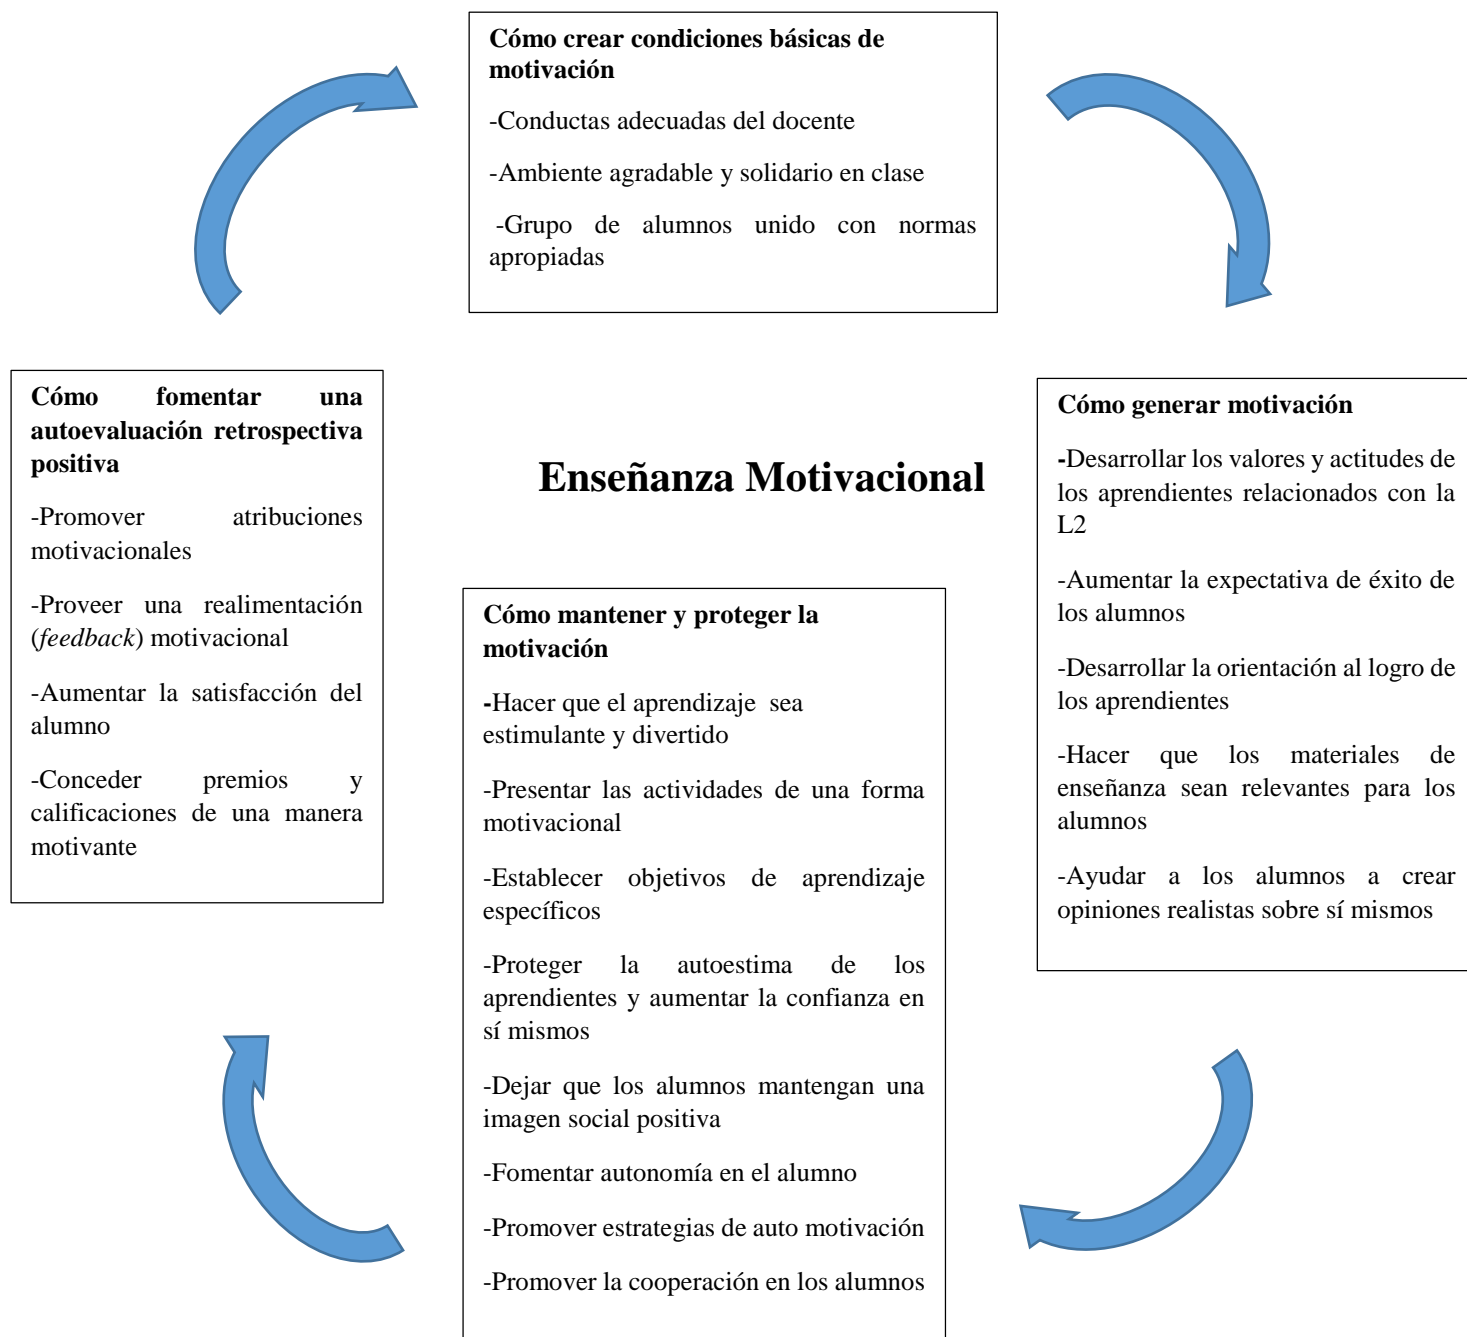 Cómo crear condiciones básicas de
motivación
-Conductas adecuadas del docente
-Ambiente agradable y solidario en clase
-Grupo de alumnos unido con normas
apropiadas
Cómo fomentar una
autoevaluación retrospectiva
positiva
-Promover atribuciones
motivacionales
-Proveer una realimentación
(feedback) motivacional
-Aumentar la satisfacción del
alumno
-Conceder premios y
calificaciones de una manera
motivante
Enseñanza Motivacional
Cómo generar motivación
-Desarrollar los valores y actitudes de
los aprendientes relacionados con la
L2
-Aumentar la expectativa de éxito de
los alumnos
-Desarrollar la orientación al logro de
los aprendientes
-Hacer que los materiales de
enseñanza sean relevantes para los
alumnos
-Ayudar a los alumnos a crear
opiniones realistas sobre sí mismos
Cómo mantener y proteger la
motivación
-Hacer que el aprendizaje sea
estimulante y divertido
-Presentar las actividades de una forma
motivacional
-Establecer objetivos de aprendizaje
específicos
-Proteger la autoestima de los
aprendientes y aumentar la confianza en
sí mismos
-Dejar que los alumnos mantengan una
imagen social positiva
-Fomentar autonomía en el alumno
-Promover estrategias de auto motivación
-Promover la cooperación en los alumnos